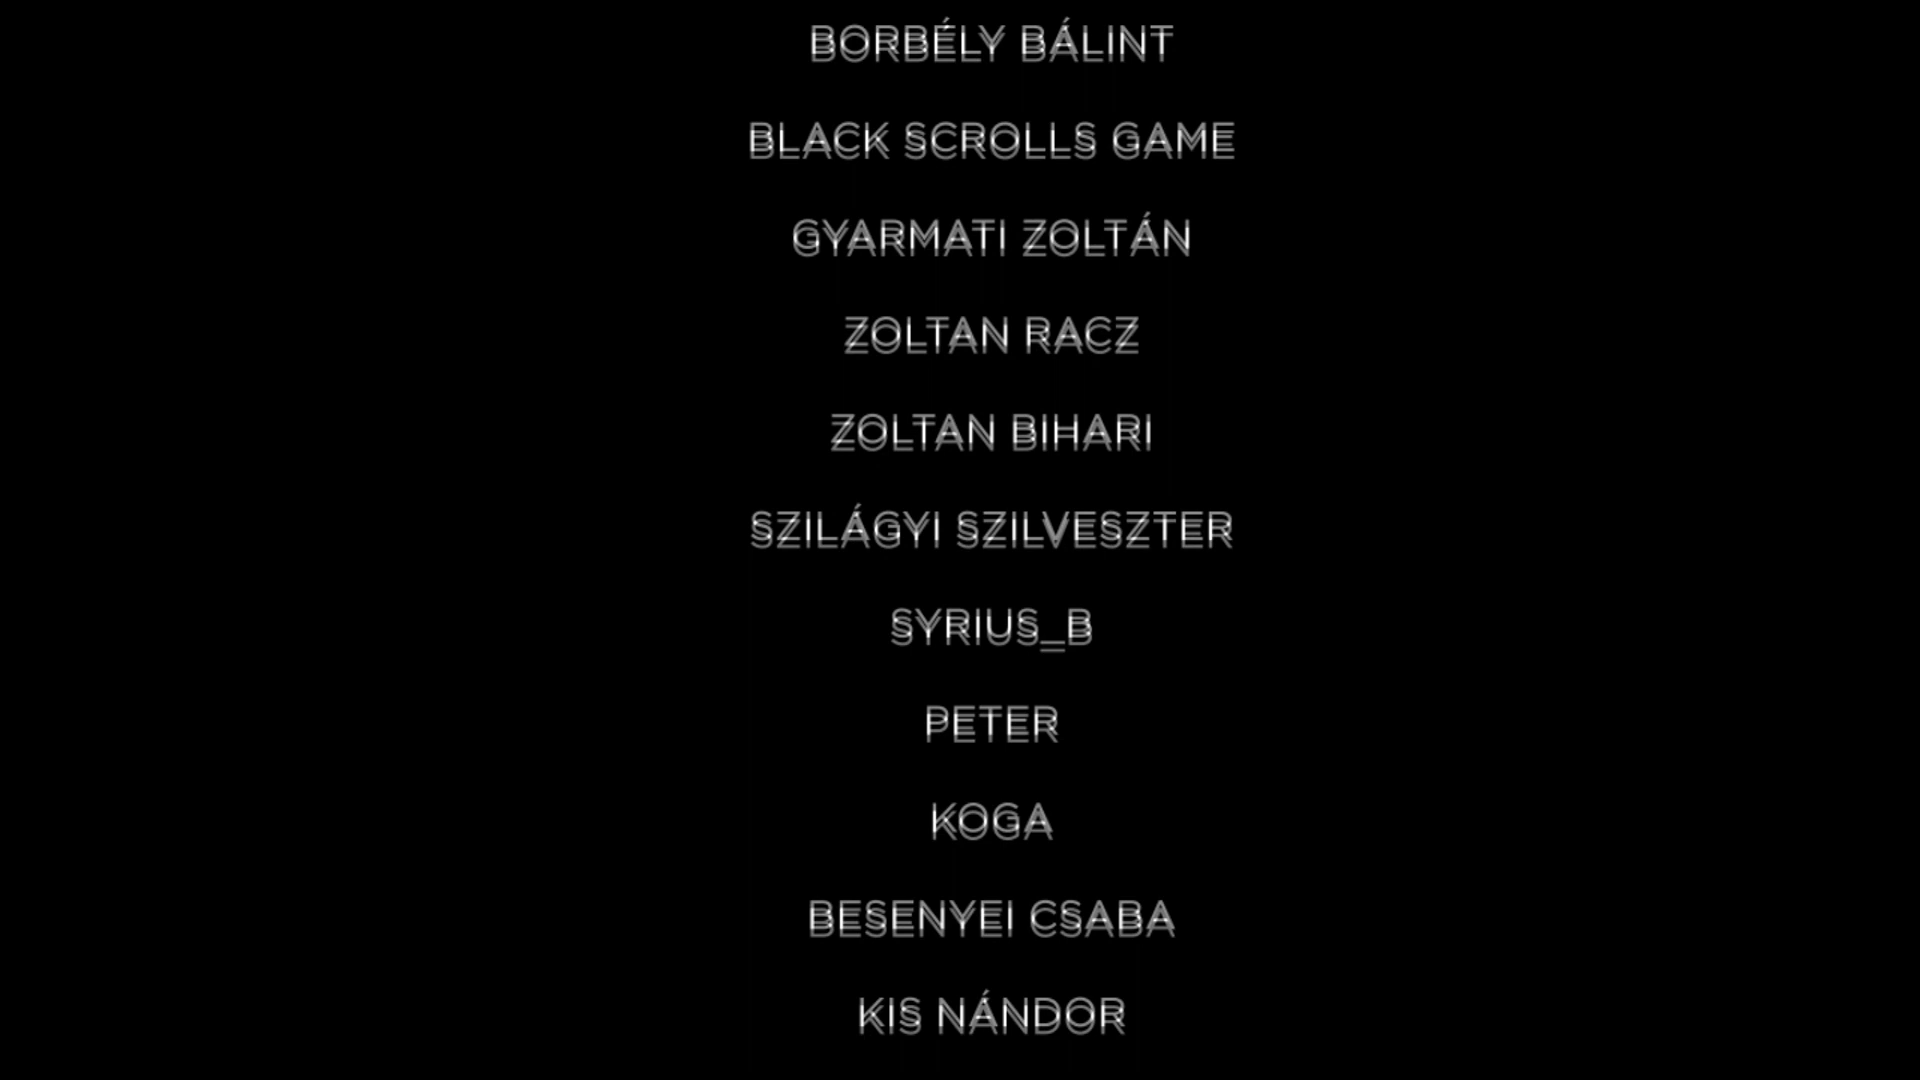 BORBÉLY BÁLINT
BLACK SCROLLS GAME
GYARMATI ZOLTÁN
ZOLTAN RACZ
ZOLTAN BIHARI
SZILÁGYI SZILVESZTER
SYRIUS_B
PETER
KOGA
BESENYEI CSABA
KIS NÁNDOR